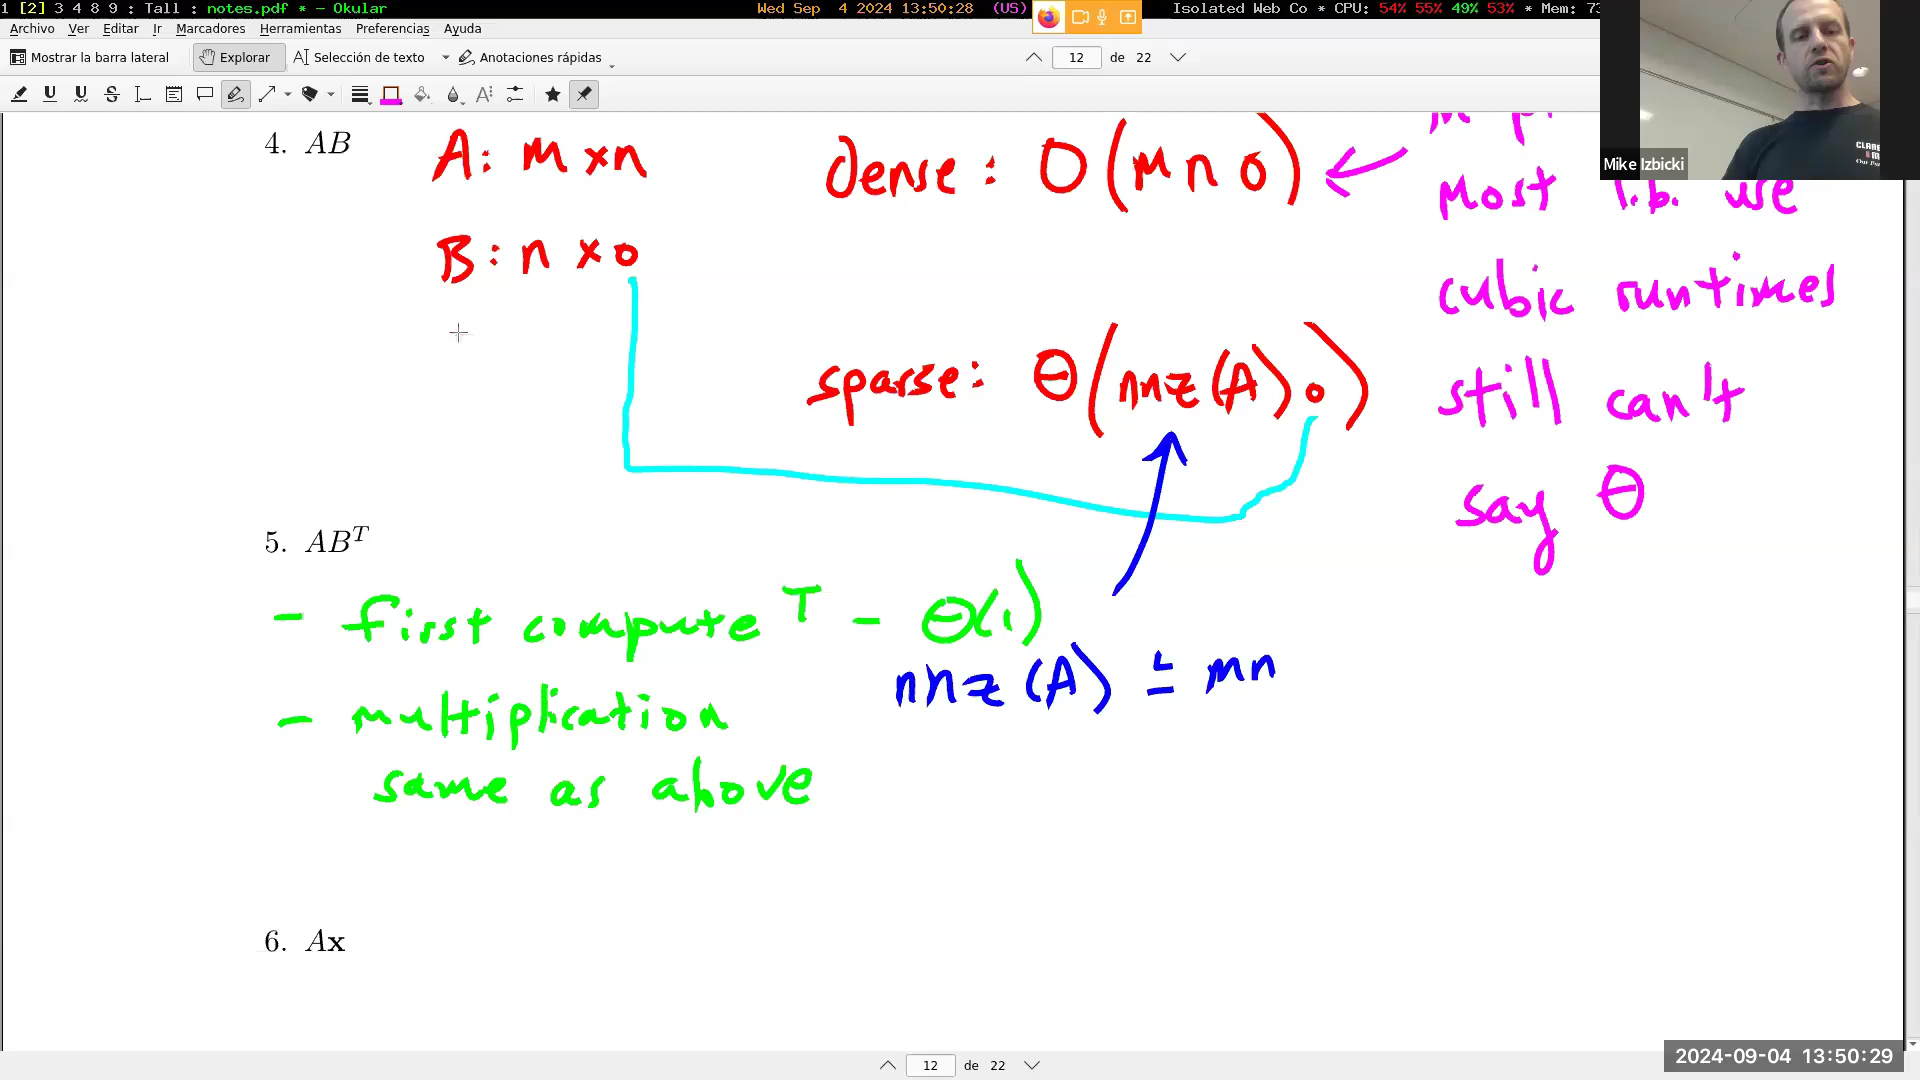 1 [2] 3 4 8 9 : Tall : notes.pdf * - Okular
Wed Sep 4 2024 13:50:28 (US)
Isolated Web Co * CPU: 54% 55% 49% 53% * Mem: 73
Archivo Ver Editar Ir Marcadores Herramientas Preferencias Ayuda
Mostrar la barra lateral Explorar Selección de texto Anotaciones rápidas
12 de 22
Mike Izbicki
4. AB
A: m × n
B: n × o
dense: O(m n o)
most l.b. use
cubic runtimes
still can't
say Θ
sparse: Θ(nnz(A) o)
5. AB^T
- first compute T - Θ(1)
nnz(A) ≤ mn
- multiplication
same as above
6. Ax
12 de 22
2024-09-04 13:50:29